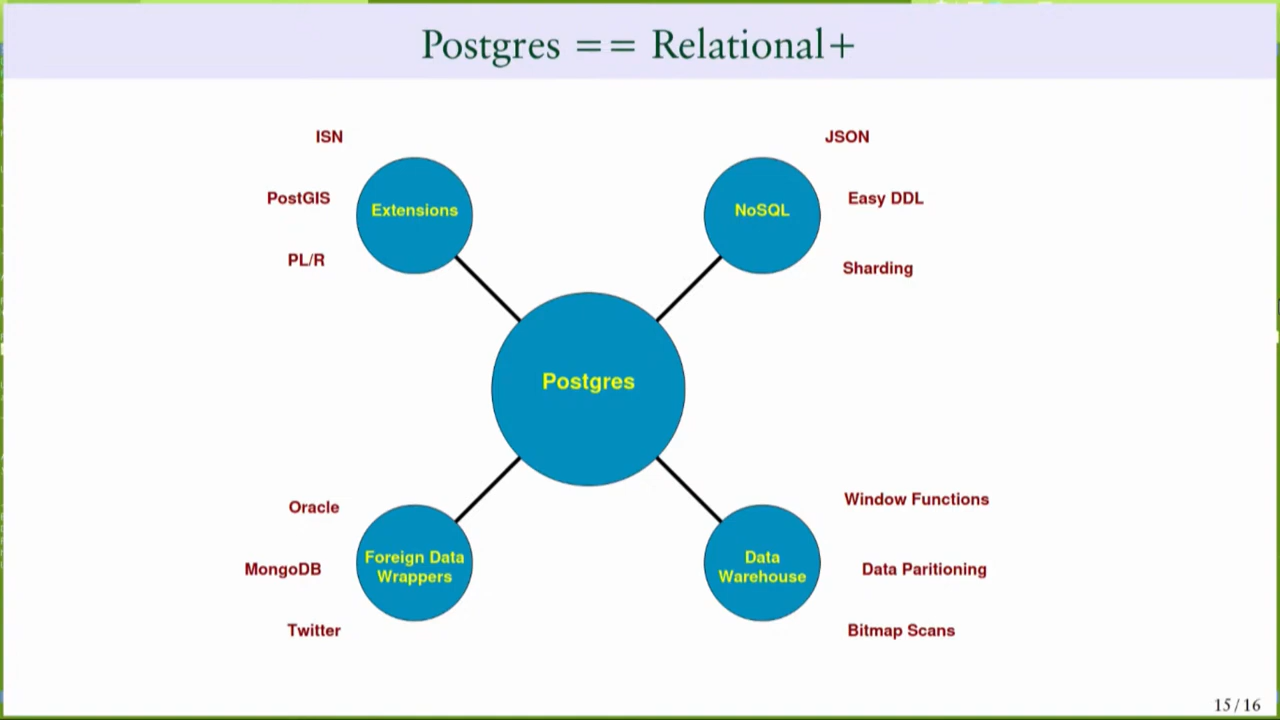 Postgres == Relational+
ISN
PostGIS
PL/R
Extensions
JSON
Easy DDL
Sharding
NoSQL
Postgres
Oracle
MongoDB
Twitter
Foreign Data
Wrappers
Window Functions
Data Paritioning
Bitmap Scans
Data
Warehouse
15 / 16